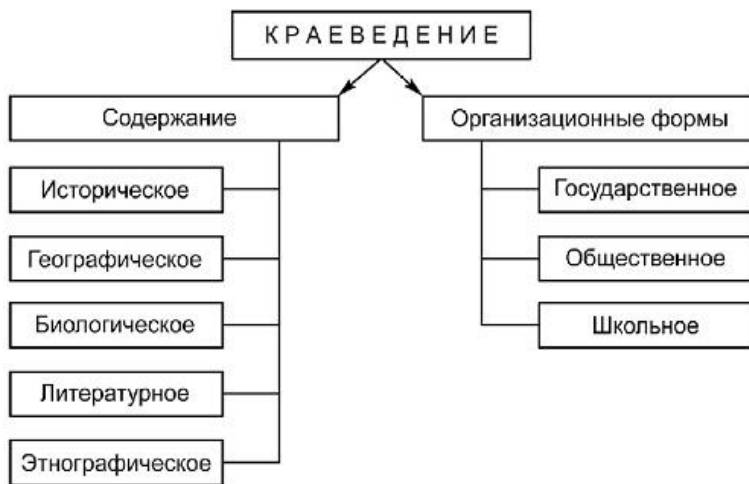 КРАЕВЕДЕНИЕ
Содержание
Историческое
Географическое
Биологическое
Литературное
Этнографическое
Организационные формы
Государственное
Общественное
Школьное